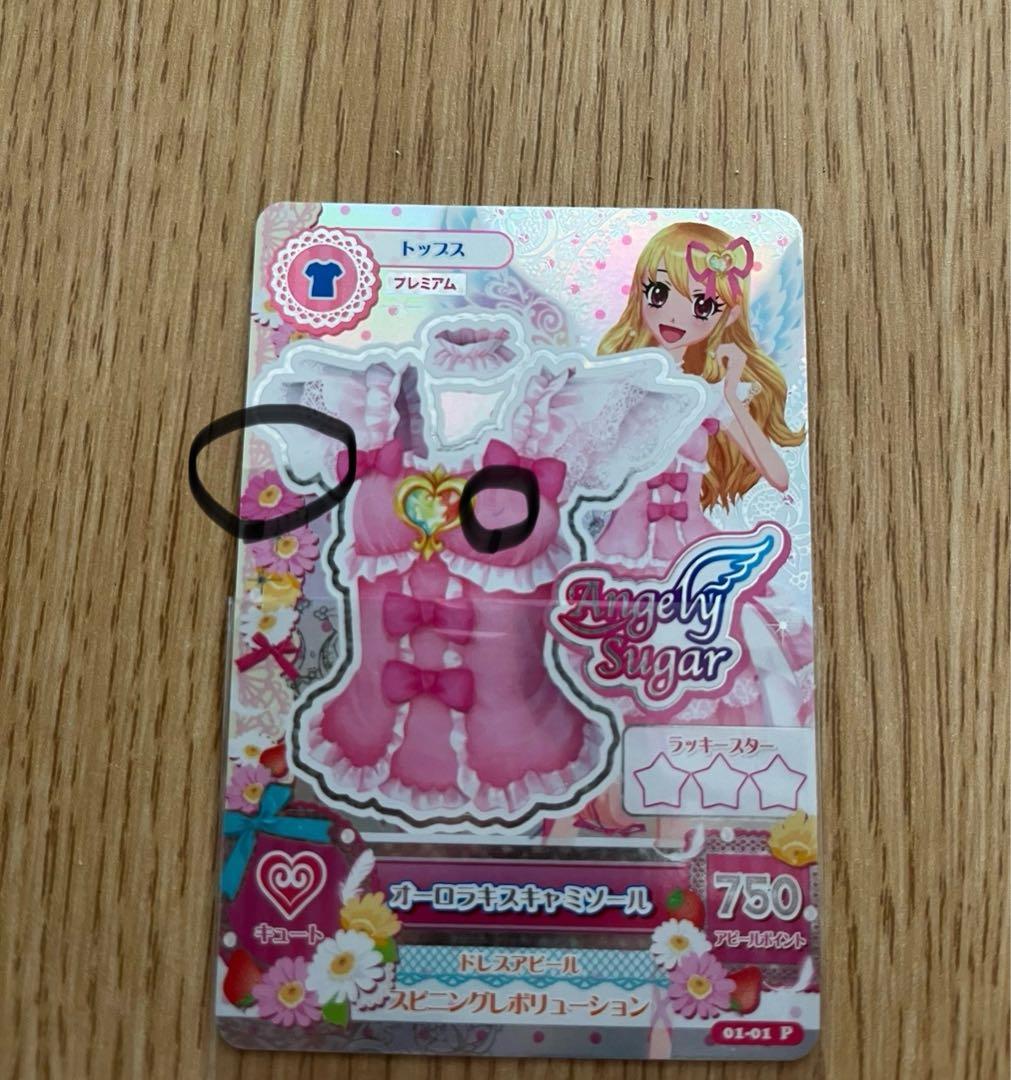 トップス
プレミアム
Angely
Sugar
ラッキースター
オーロラキスキャミソール
750
アピールポイント
キュート
ドレスアピール
スピニングレボリューション
01-01 P